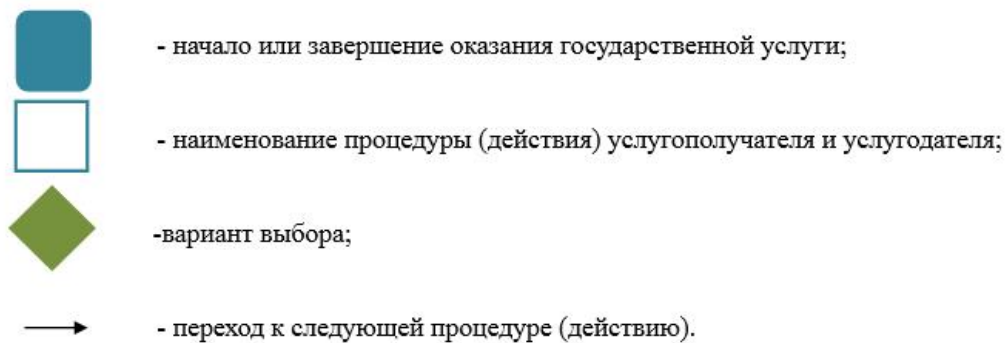 - начало или завершение оказания государственной услуги;
- наименование процедуры (действия) услугополучателя и услугодателя;
-вариант выбора;
- переход к следующей процедуре (действию).